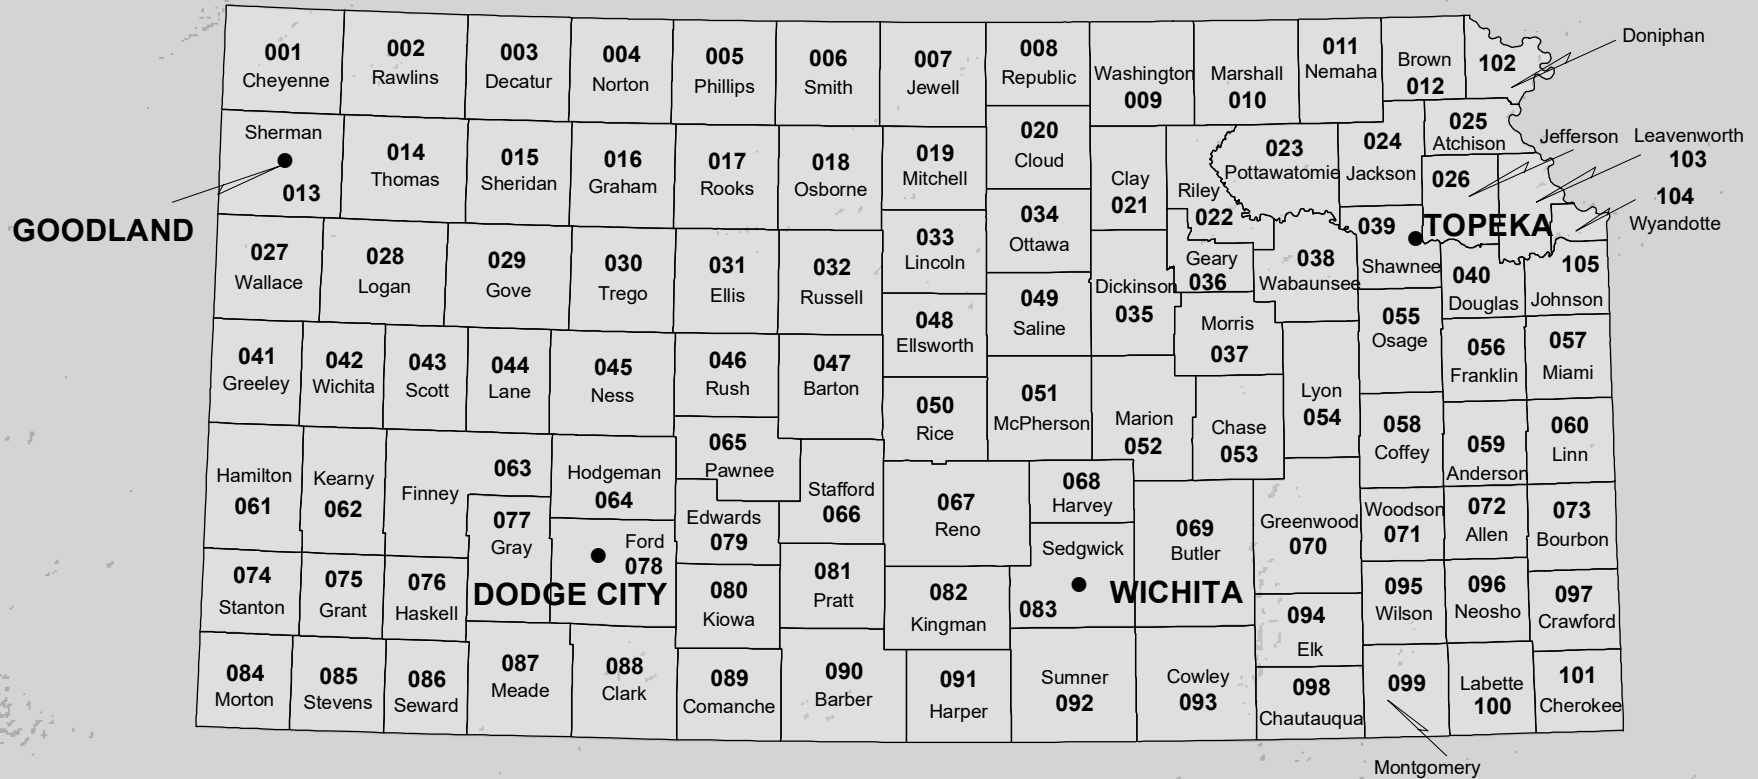 001
Cheyenne
002
Rawlins
003
Decatur
004
Norton
005
Phillips
006
Smith
007
Jewell
008
Republic
Washington
009
Marshall
010
011
Nemaha
Brown
012
102
Doniphan
Sherman
013
GOODLAND
014
Thomas
015
Sheridan
016
Graham
017
Rooks
018
Osborne
019
Mitchell
020
Cloud
Clay
021
Riley
022
023
Pottawatomie
024
Jackson
025
Atchison
026
Jefferson
Leavenworth
103
104
Wyandotte
027
Wallace
028
Logan
029
Gove
030
Trego
031
Ellis
032
Russell
033
Lincoln
034
Ottawa
Dickinson
035
Geary
036
Morris
037
038
Wabaunsee
039
Shawnee
TOPEKA
040
Douglas
105
Johnson
041
Greeley
042
Wichita
043
Scott
044
Lane
045
Ness
046
Rush
047
Barton
048
Ellsworth
049
Saline
050
Rice
051
McPherson
Marion
052
Chase
053
Lyon
054
055
Osage
056
Franklin
057
Miami
058
Coffey
059
Anderson
060
Linn
Hamilton
061
Kearny
062
063
Finney
Hodgeman
064
065
Pawnee
Stafford
066
067
Reno
068
Harvey
069
Butler
Greenwood
070
Woodson
071
072
Allen
073
Bourbon
074
Stanton
075
Grant
076
Haskell
077
Gray
Ford
078
DODGE CITY
Edwards
079
080
Kiowa
081
Pratt
082
Kingman
Sedgwick
083
WICHITA
084
Morton
085
Stevens
086
Seward
087
Meade
088
Clark
089
Comanche
090
Barber
091
Harper
Sumner
092
Cowley
093
094
Elk
095
Wilson
096
Neosho
097
Crawford
098
Chautauqua
099
Montgomery
Labette
100
101
Cherokee